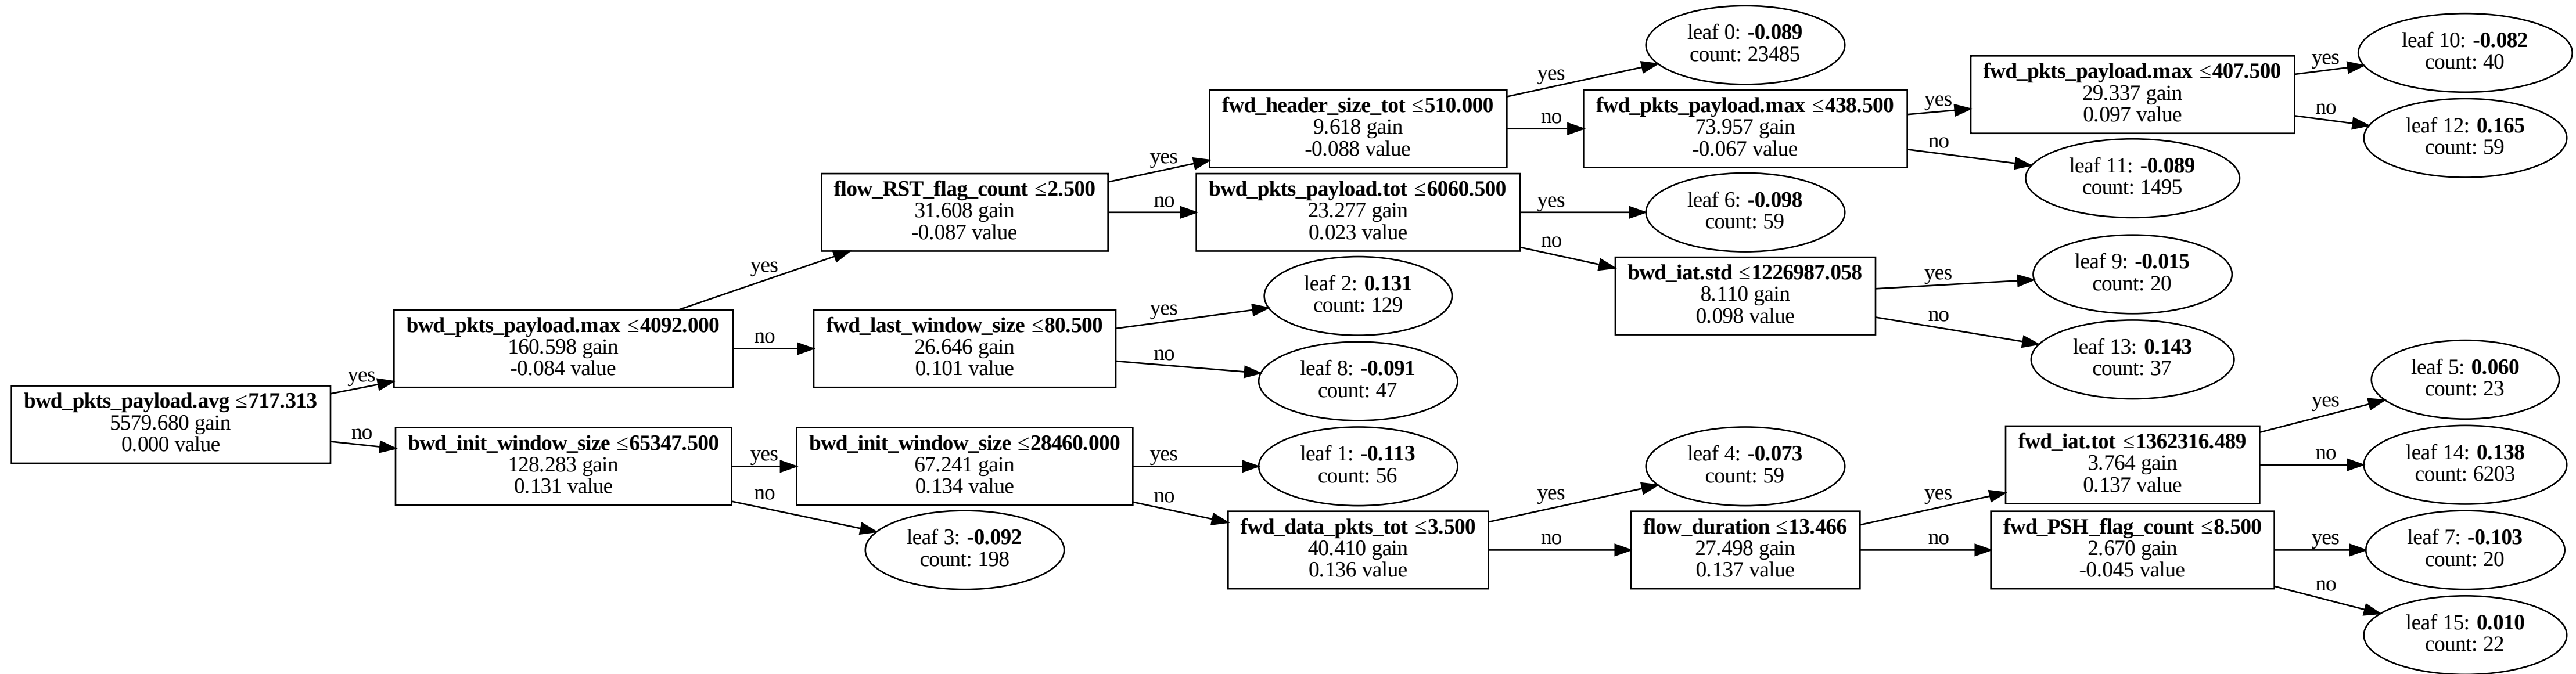 bwd_pkts_payload.avg ≤717.313
5579.680 gain
0.000 value
yes
no
bwd_pkts_payload.max ≤4092.000
160.598 gain
-0.084 value
yes
no
bwd_init_window_size ≤65347.500
128.283 gain
0.131 value
yes
no
flow_RST_flag_count ≤2.500
31.608 gain
-0.087 value
yes
no
fwd_last_window_size ≤80.500
26.646 gain
0.101 value
yes
no
bwd_init_window_size ≤28460.000
67.241 gain
0.134 value
yes
no
leaf 3: -0.092
count: 198
fwd_header_size_tot ≤510.000
9.618 gain
-0.088 value
yes
no
bwd_pkts_payload.tot ≤6060.500
23.277 gain
0.023 value
yes
no
leaf 2: 0.131
count: 129
leaf 8: -0.091
count: 47
leaf 1: -0.113
count: 56
fwd_data_pkts_tot ≤3.500
40.410 gain
0.136 value
yes
no
leaf 0: -0.089
count: 23485
fwd_pkts_payload.max ≤438.500
73.957 gain
-0.067 value
yes
no
leaf 6: -0.098
count: 59
bwd_iat.std ≤1226987.058
8.110 gain
0.098 value
yes
no
leaf 4: -0.073
count: 59
flow_duration ≤13.466
27.498 gain
0.137 value
yes
no
fwd_pkts_payload.max ≤407.500
29.337 gain
0.097 value
yes
no
leaf 11: -0.089
count: 1495
leaf 9: -0.015
count: 20
leaf 13: 0.143
count: 37
fwd_iat.tot ≤1362316.489
3.764 gain
0.137 value
yes
no
fwd_PSH_flag_count ≤8.500
2.670 gain
-0.045 value
yes
no
leaf 10: -0.082
count: 40
leaf 12: 0.165
count: 59
leaf 5: 0.060
count: 23
leaf 14: 0.138
count: 6203
leaf 7: -0.103
count: 20
leaf 15: 0.010
count: 22